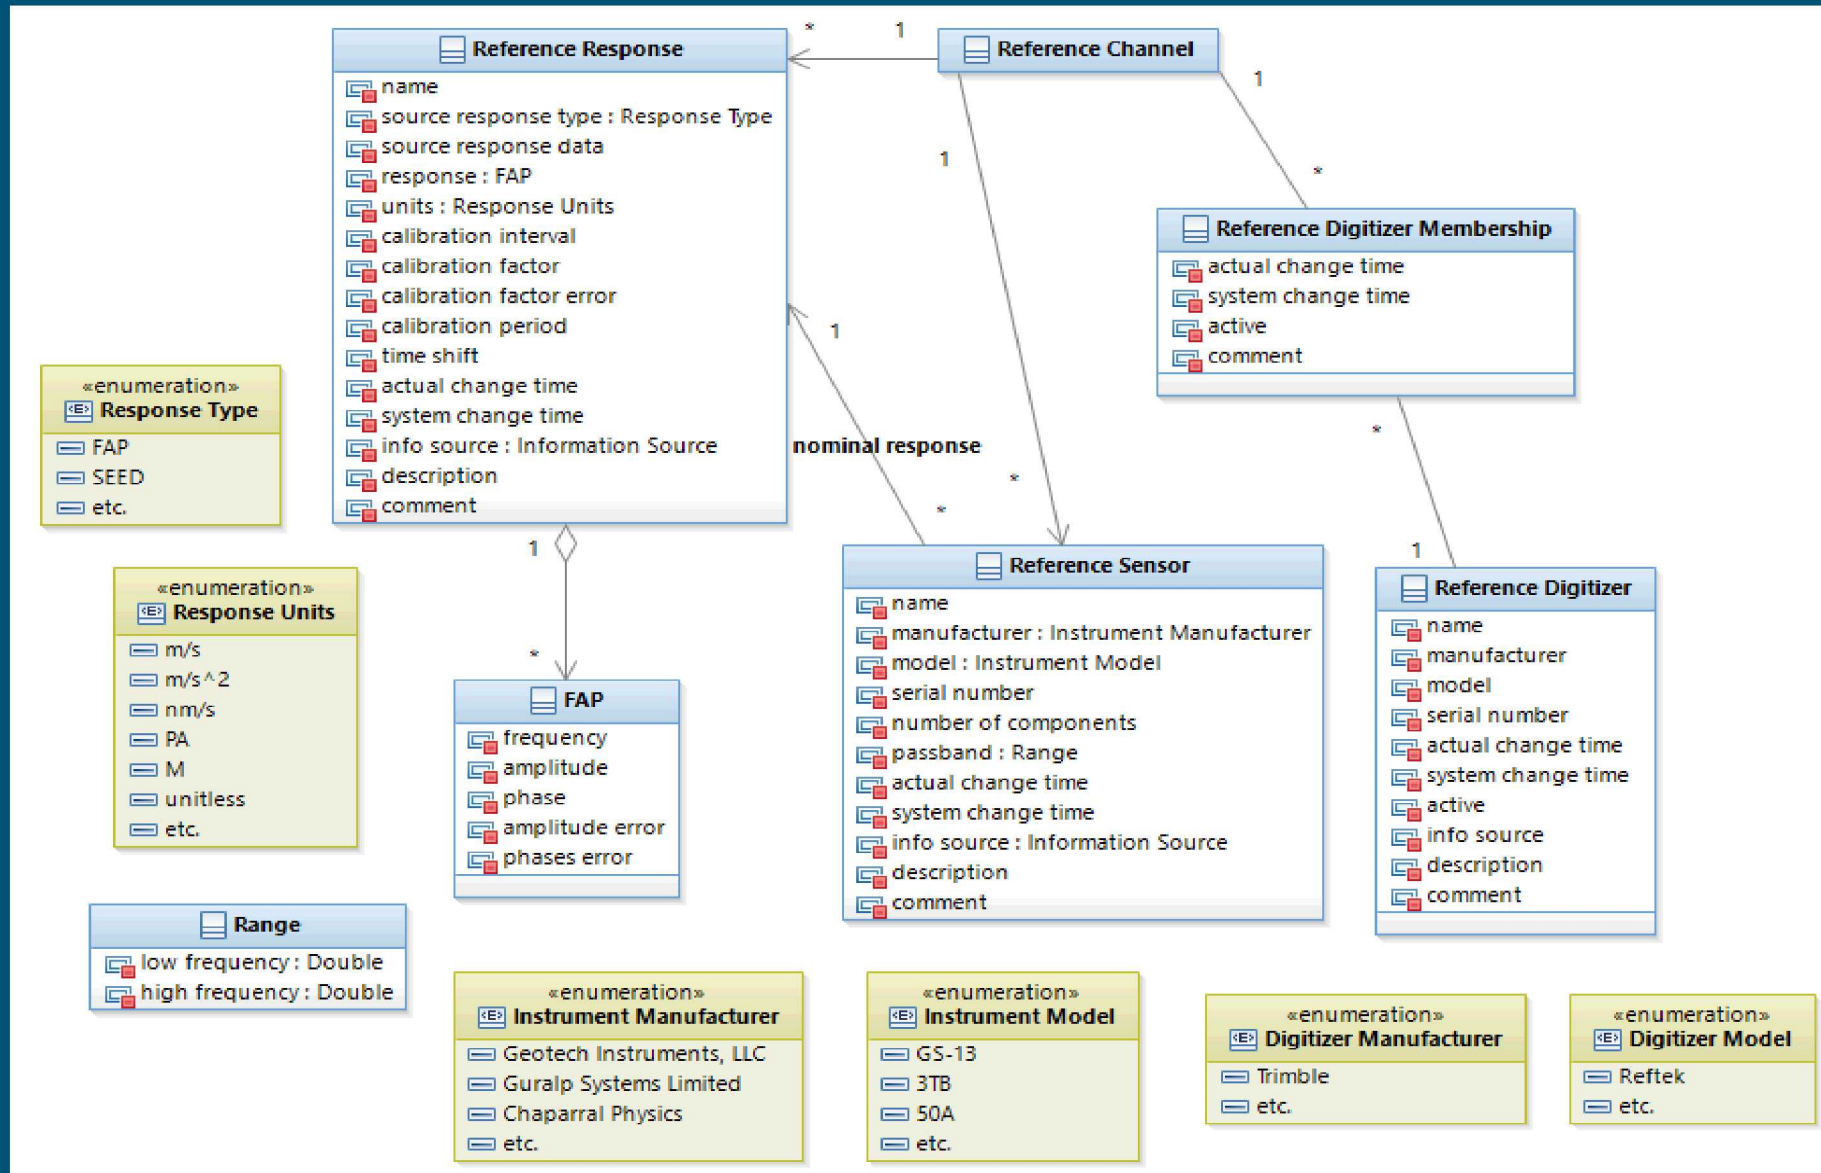 Reference Response
name
source response type : Response Type
source response data
response : FAP
units : Response Units
calibration interval
calibration factor
calibration factor error
calibration period
time shift
actual change time
system change time
info source : Information Source
description
comment
*
1
Reference Channel
1
*
1
*
Reference Digitizer Membership
actual change time
system change time
active
comment
*
1
1
nominal response
*
«enumeration»
Response Type
FAP
SEED
etc.
1
*
«enumeration»
Response Units
m/s
m/s^2
nm/s
PA
M
unitless
etc.
FAP
frequency
amplitude
phase
amplitude error
phases error
Reference Sensor
name
manufacturer : Instrument Manufacturer
model : Instrument Model
serial number
number of components
passband : Range
actual change time
system change time
info source : Information Source
description
comment
Reference Digitizer
name
manufacturer
model
serial number
actual change time
system change time
active
info source
description
comment
Range
low frequency : Double
high frequency : Double
«enumeration»
Instrument Manufacturer
Geotech Instruments, LLC
Guralp Systems Limited
Chaparral Physics
etc.
«enumeration»
Instrument Model
GS-13
3TB
50A
etc.
«enumeration»
Digitizer Manufacturer
Trimble
etc.
«enumeration»
Digitizer Model
Reftek
etc.